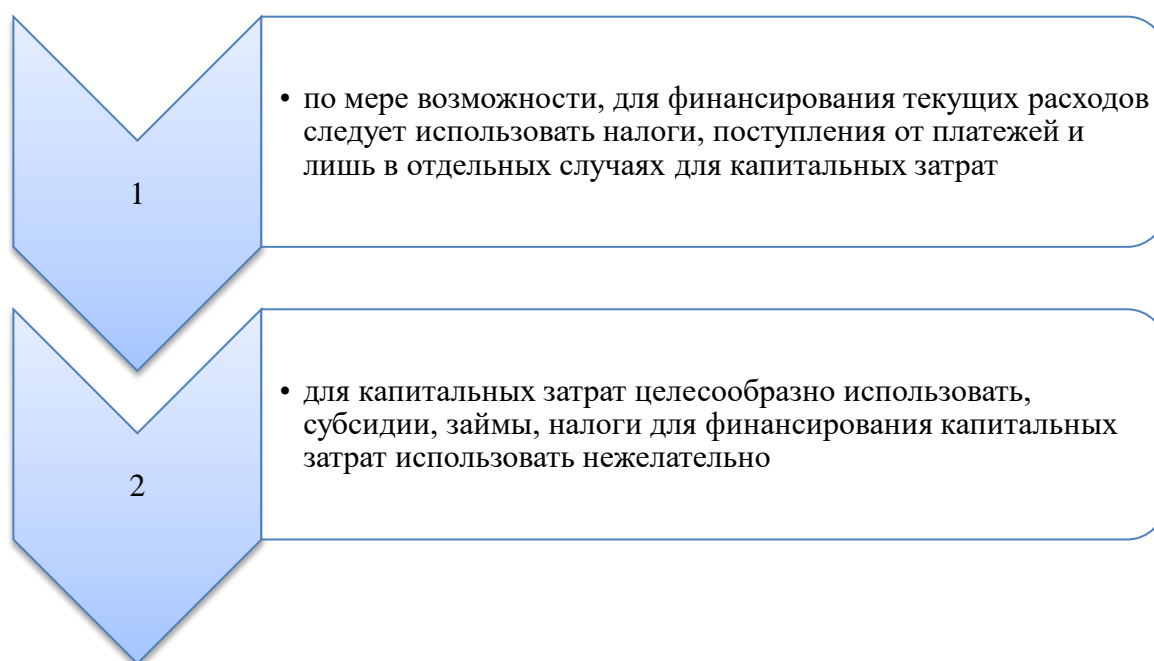 1
• по мере возможности, для финансирования текущих расходов
следует использовать налоги, поступления от платежей и
лишь в отдельных случаях для капитальных затрат
2
• для капитальных затрат целесообразно использовать,
субсидии, займы, налоги для финансирования капитальных
затрат использовать нежелательно